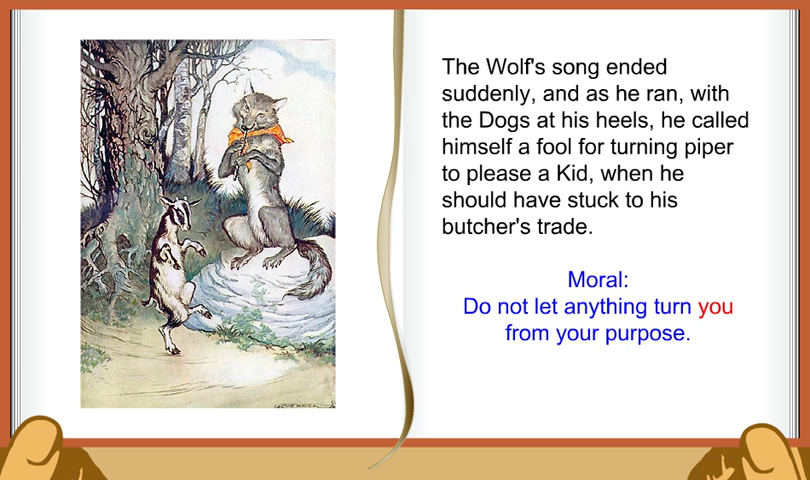 The Wolf's song ended
suddenly, and as he ran, with
the Dogs at his heels, he called
himself a fool for turning piper
to please a Kid, when he
should have stuck to his
butcher's trade.
Moral:
Do not let anything turn you
from your purpose.